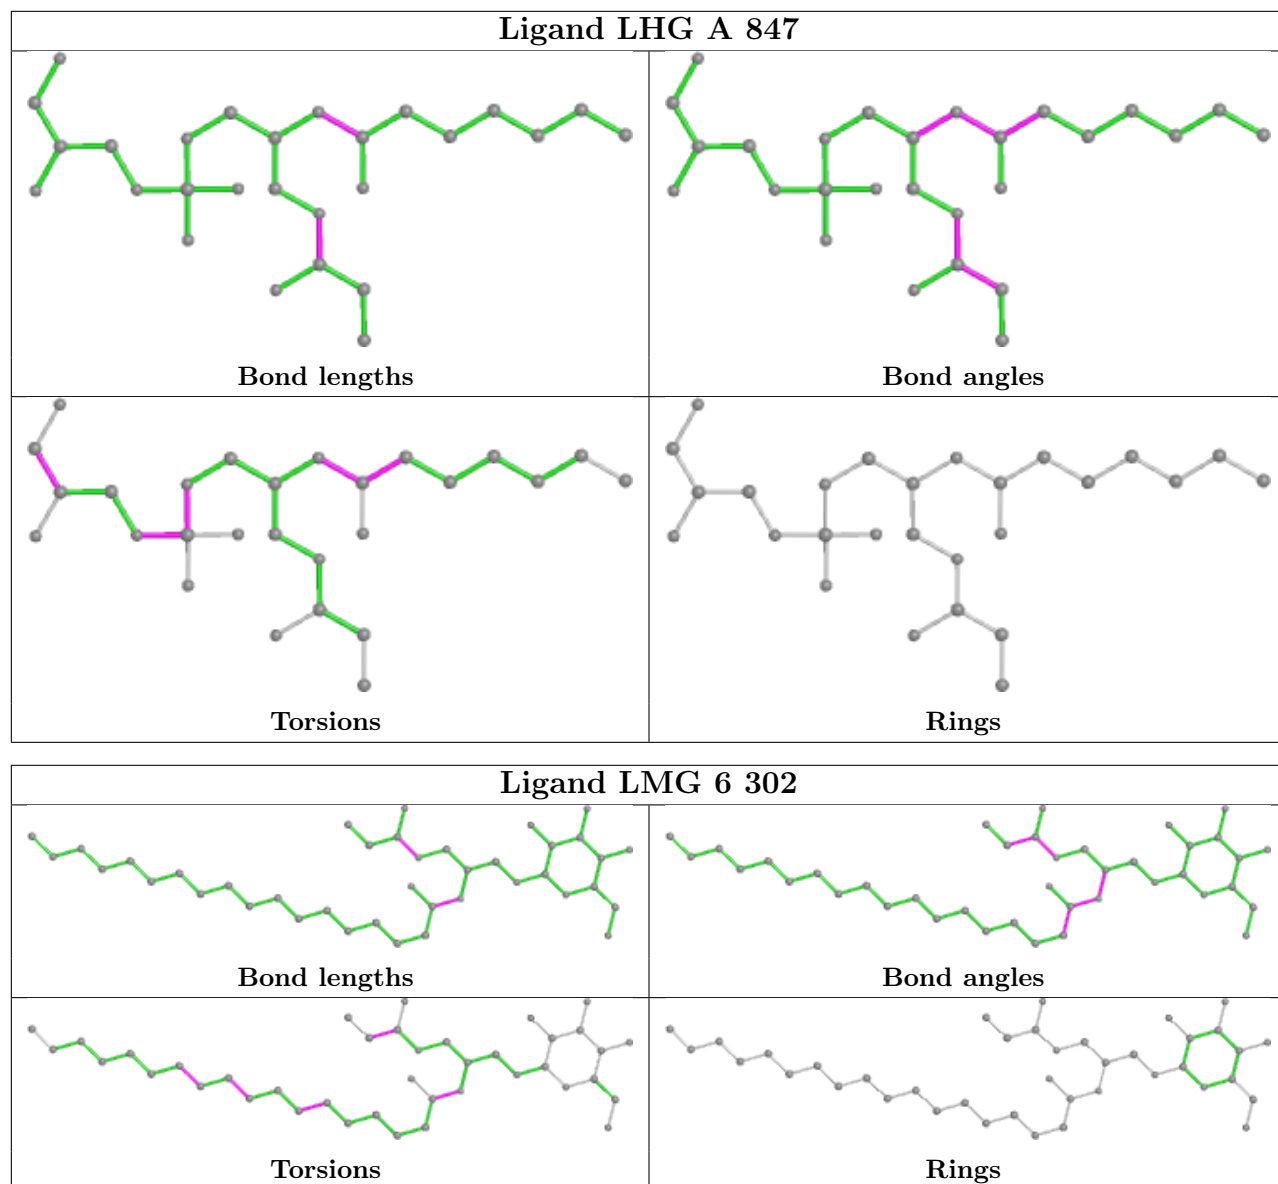 Ligand LHG A 847
Bond lengths
Bond angles
Torsions
Rings
Ligand LMG 6 302
Bond lengths
Bond angles
Torsions
Rings